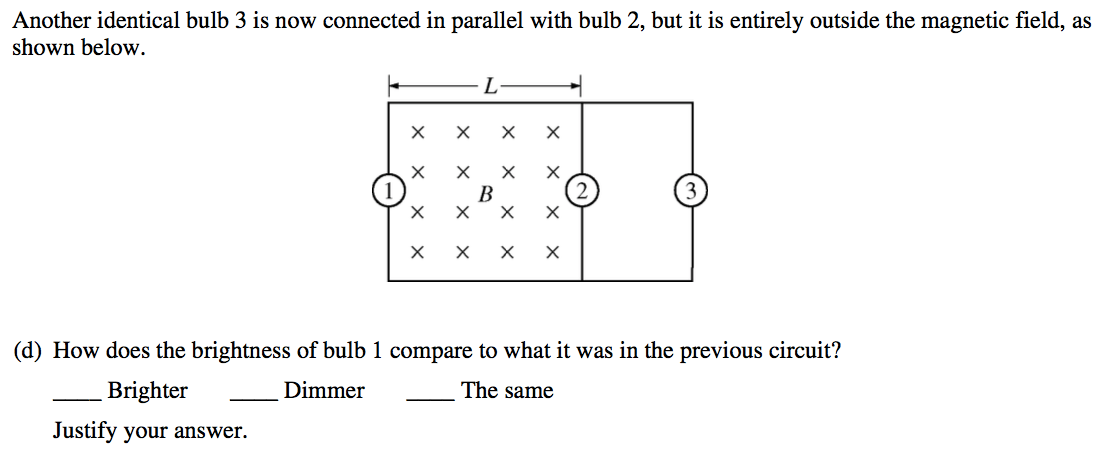 Another identical bulb 3 is now connected in parallel with bulb 2, but it is entirely outside the magnetic field, as
shown below.
L
× × × ×
× × × ×
1 B 2 3
× × × ×
× × × ×
(d) How does the brightness of bulb 1 compare to what it was in the previous circuit?
____ Brighter ____ Dimmer ____ The same
Justify your answer.